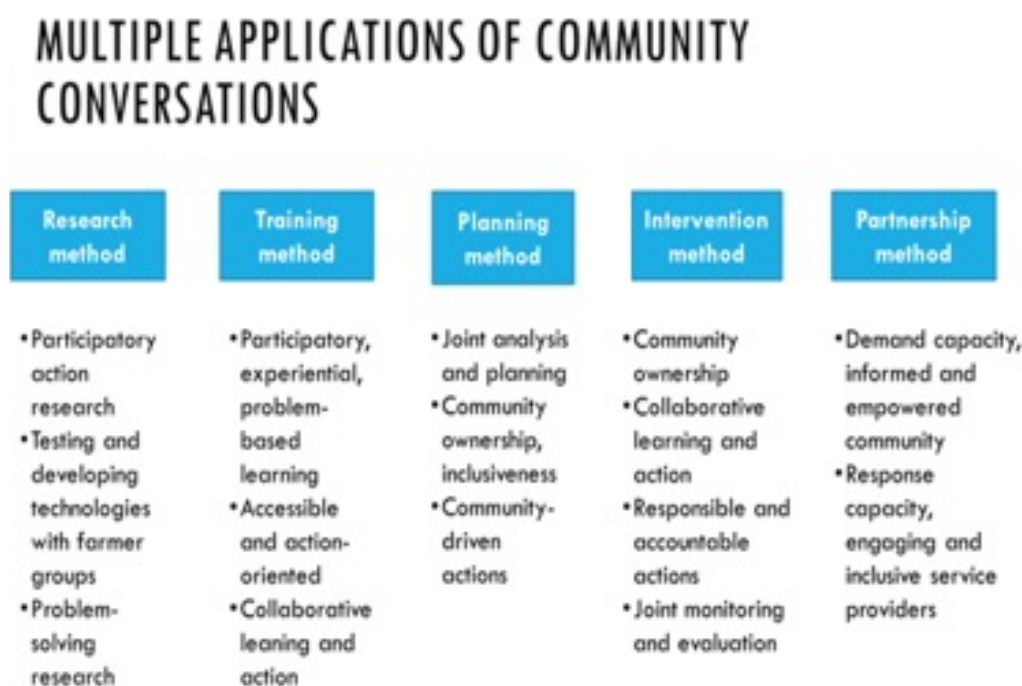 MULTIPLE APPLICATIONS OF COMMUNITY
CONVERSATIONS
Research
method
•Participatory
action
research
•Testing and
developing
technologies
with farmer
groups
•Problem-
solving
research
Training
method
•Participatory,
experiential,
problem-
based
learning
•Accessible
and action-
oriented
•Collaborative
leaning and
action
Planning
method
•Joint analysis
and planning
•Community
ownership,
inclusiveness
•Community-
driven
actions
Intervention
method
•Community
ownership
•Collaborative
learning and
action
•Responsible and
accountable
actions
•Joint monitoring
and evaluation
Partnership
method
•Demand capacity,
informed and
empowered
community
•Response
capacity,
engaging and
inclusive service
providers